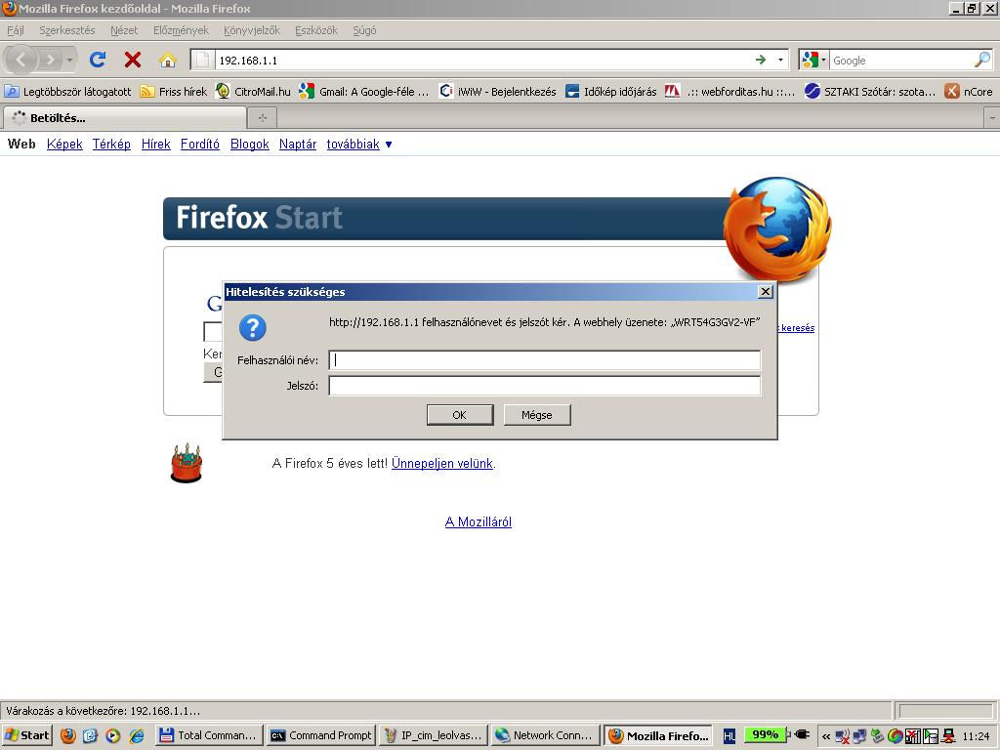 Mozilla Firefox kezdőoldal - Mozilla Firefox
Fájl Szerkesztés Nézet Előzmények Könyvjelzők Eszközök Súgó
192.168.1.1 Google
Legtöbbször látogatott Friss hírek CitroMail.hu Gmail: A Google-féle ... iWiW - Bejelentkezés Időkép időjárás .:: webforditas.hu ::... SZTAKI Szótár: szota... nCore
Betöltés...
Web Képek Térkép Hírek Fordító Blogok Naptár továbbiak ▼
Firefox Start
Hitelesítés szükséges
http://192.168.1.1 felhasználónevet és jelszót kér. A webhely üzenete: „WRT54G3GV2-VF”
keresés
Felhasználói név:
Jelszó:
OK Mégse
A Firefox 5 éves lett! Ünnepeljen velünk.
A Mozilláról
Várakozás a következőre: 192.168.1.1...
Start Total Comman... Command Prompt IP_cim_leolvas... Network Conn... Mozilla Firefo... HU 99% « 11:24